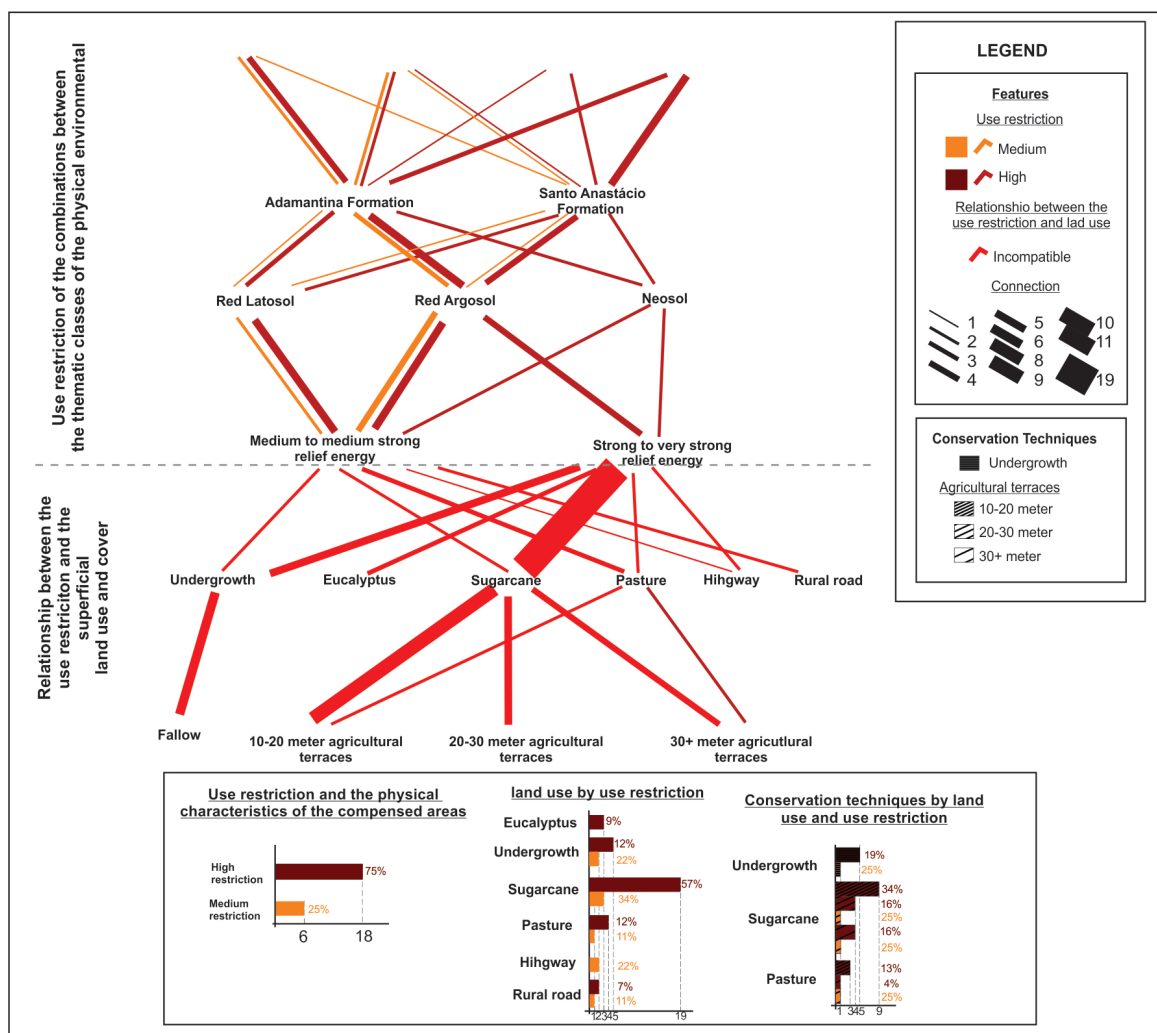 Use restriction of the combinations between
the thematic classes of the physical environmental
Adamantina Formation
Santo Anastácio
Formation
Red Latosol
Red Argosol
Neosol
Medium to medium strong
relief energy
Strong to very strong
relief energy
Relationship between the
use restriciton and the
superficial
land use and cover
Undergrowth
Eucalyptus
Sugarcane
Pasture
Hihgway
Rural road
Fallow
10-20 meter agricultural
terraces
20-30 meter agricultural
terraces
30+ meter agricutlural
terraces
LEGEND
Features
Use restriction
Medium
High
Relationshio between the
use restriction and lad use
Incompatible
Connection
1
2
3
4
5
6
8
9
10
11
19
Conservation Techniques
Undergrowth
Agricultural terraces
10-20 meter
20-30 meter
30+ meter
Use restriction and the physical
characteristics of the compensed areas
High
restriction
75%
Medium
restriction
25%
6
18
land use by use restriction
Eucalyptus
9%
Undergrowth
12%
22%
Sugarcane
57%
34%
Pasture
12%
11%
Hihgway
22%
Rural road
7%
11%
1 2 3 4 5 19
Conservation techniques by land
use and use restriction
Undergrowth
19%
25%
34%
16%
Sugarcane
25%
16%
25%
Pasture
13%
4%
25%
1 3 4 5 9